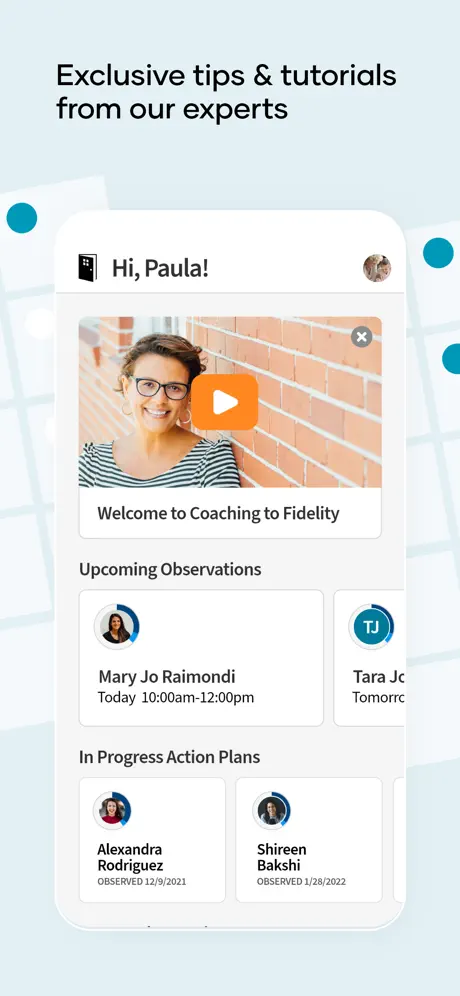 Exclusive tips & tutorials
from our experts
Hi, Paula!
Welcome to Coaching to Fidelity
Upcoming Observations
Mary Jo Raimondi
Today 10:00am-12:00pm
TJ
Tara Jo
Tomorro
In Progress Action Plans
Alexandra
Rodriguez
OBSERVED 12/9/2021
Shireen
Bakshi
OBSERVED 1/28/2022